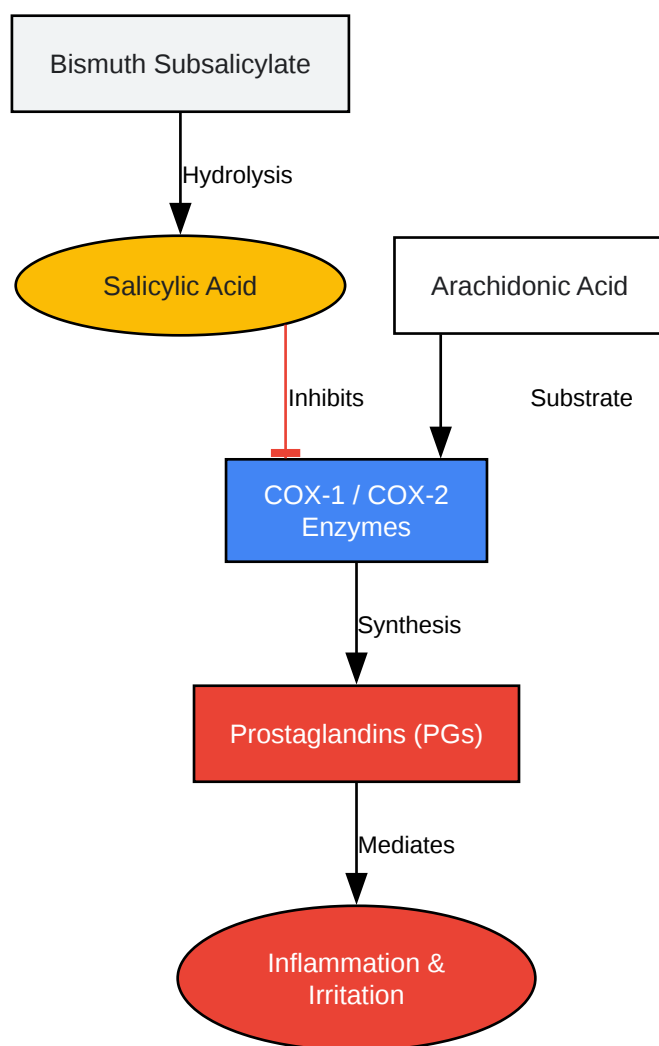 Bismuth Subsalicylate
Hydrolysis
Salicylic Acid
Arachidonic Acid
Inhibits
Substrate
COX-1 / COX-2
Enzymes
Synthesis
Prostaglandins (PGs)
Mediates
Inflammation &
Irritation